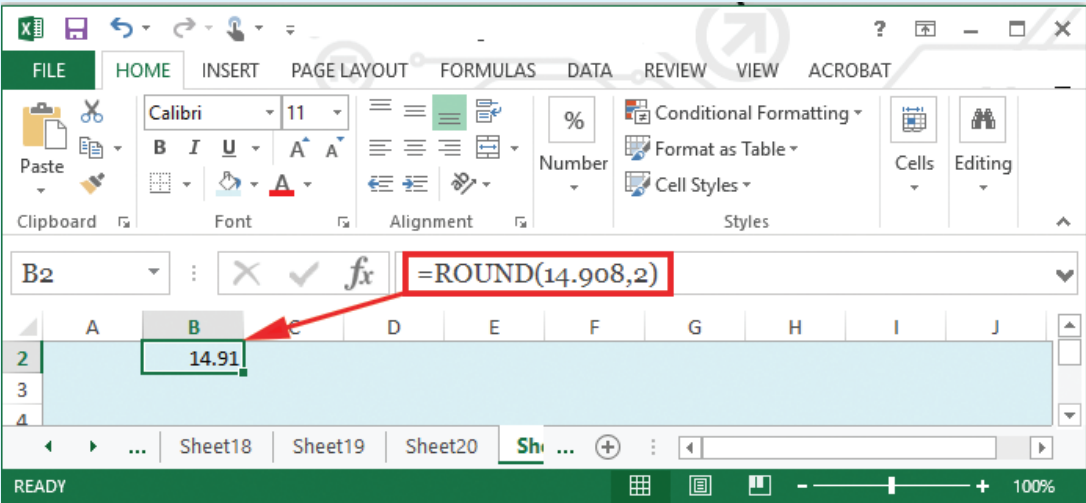 ?
FILE HOME INSERT PAGE LAYOUT FORMULAS DATA REVIEW VIEW ACROBAT
Calibri 11 % Conditional Formatting
B I U A A Format as Table
Paste Number Cells Editing
A Cell Styles
Clipboard Font Alignment Styles
B2 fx =ROUND(14.908,2)
A B C D E F G H I J
2 14.91
3
4
... Sheet18 Sheet19 Sheet20 She ...
READY 100%